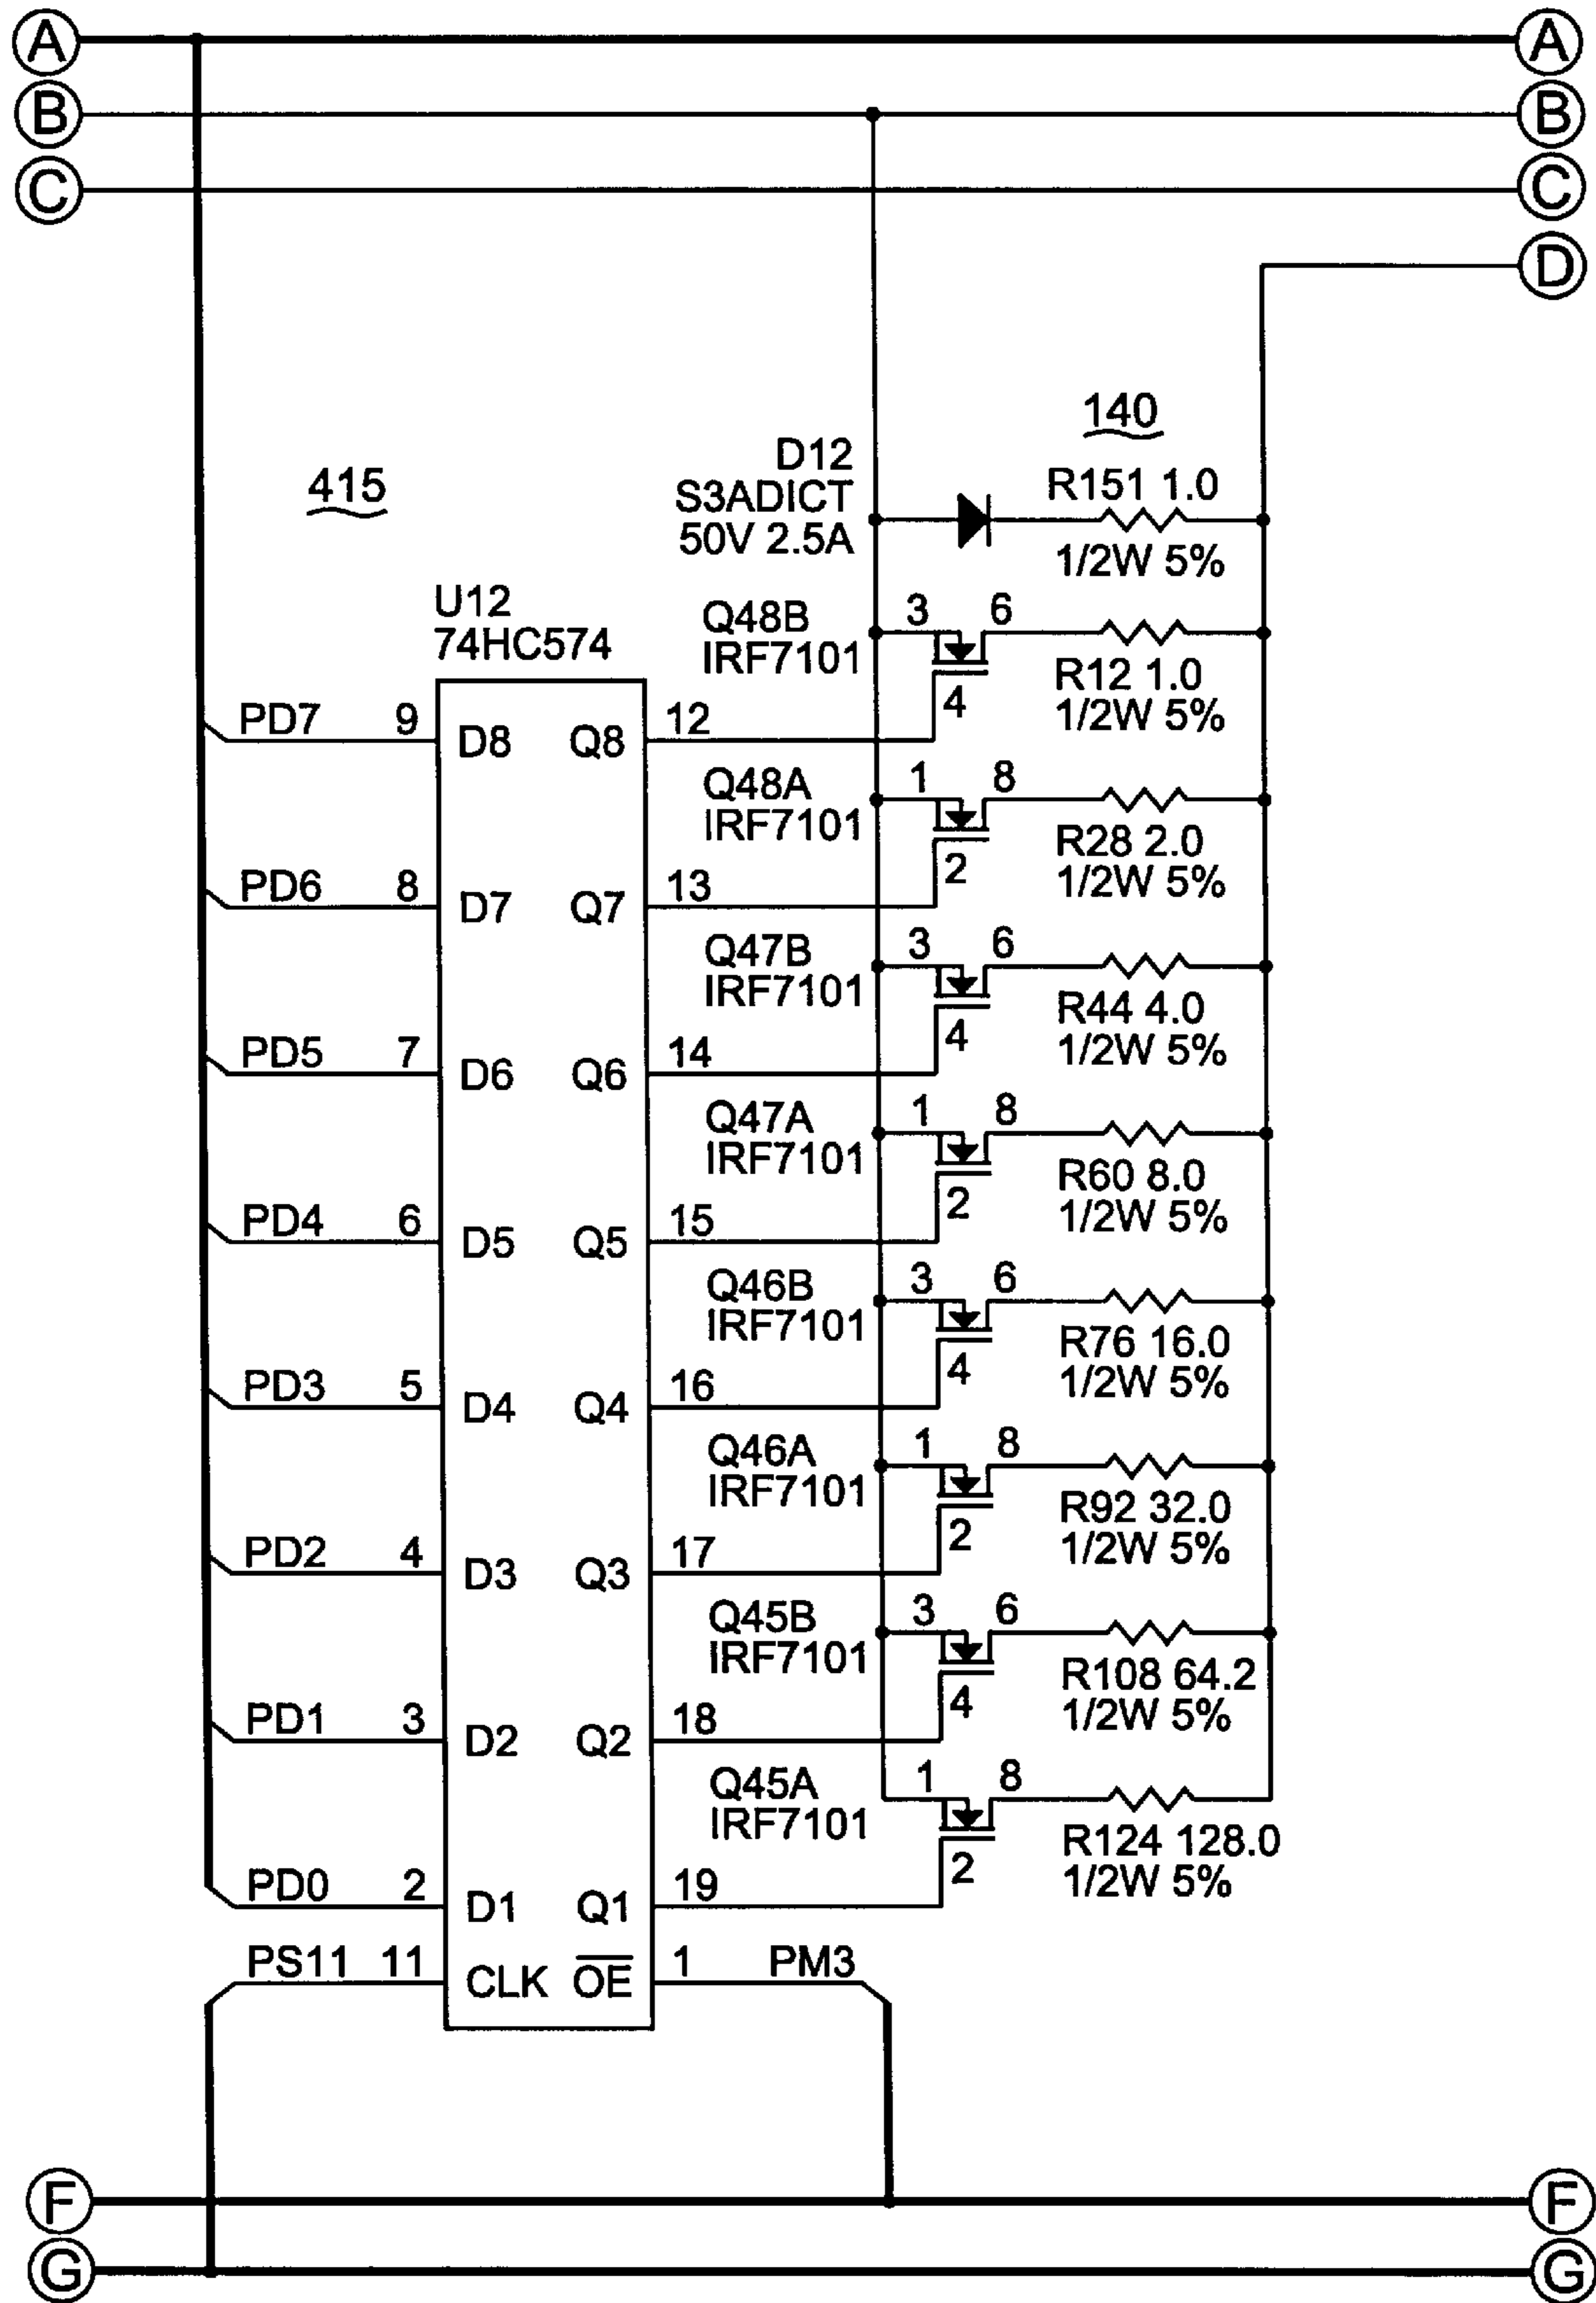 A A
B B
C C
D
140
D12
S3ADICT
50V 2.5A
R151 1.0
1/2W 5%
415
U12
74HC574
Q48B
IRF7101
3 6
4
R12 1.0
1/2W 5%
PD7 9 D8 Q8 12
Q48A
IRF7101
1 8
2
R28 2.0
1/2W 5%
PD6 8 D7 Q7 13
Q47B
IRF7101
3 6
4
R44 4.0
1/2W 5%
PD5 7 D6 Q6 14
Q47A
IRF7101
1 8
2
R60 8.0
1/2W 5%
PD4 6 D5 Q5 15
Q46B
IRF7101
3 6
4
R76 16.0
1/2W 5%
PD3 5 D4 Q4 16
Q46A
IRF7101
1 8
2
R92 32.0
1/2W 5%
PD2 4 D3 Q3 17
Q45B
IRF7101
3 6
4
R108 64.2
1/2W 5%
PD1 3 D2 Q2 18
Q45A
IRF7101
1 8
2
R124 128.0
1/2W 5%
PD0 2 D1 Q1 19
PS11 11 CLK OE 1 PM3
F F
G G